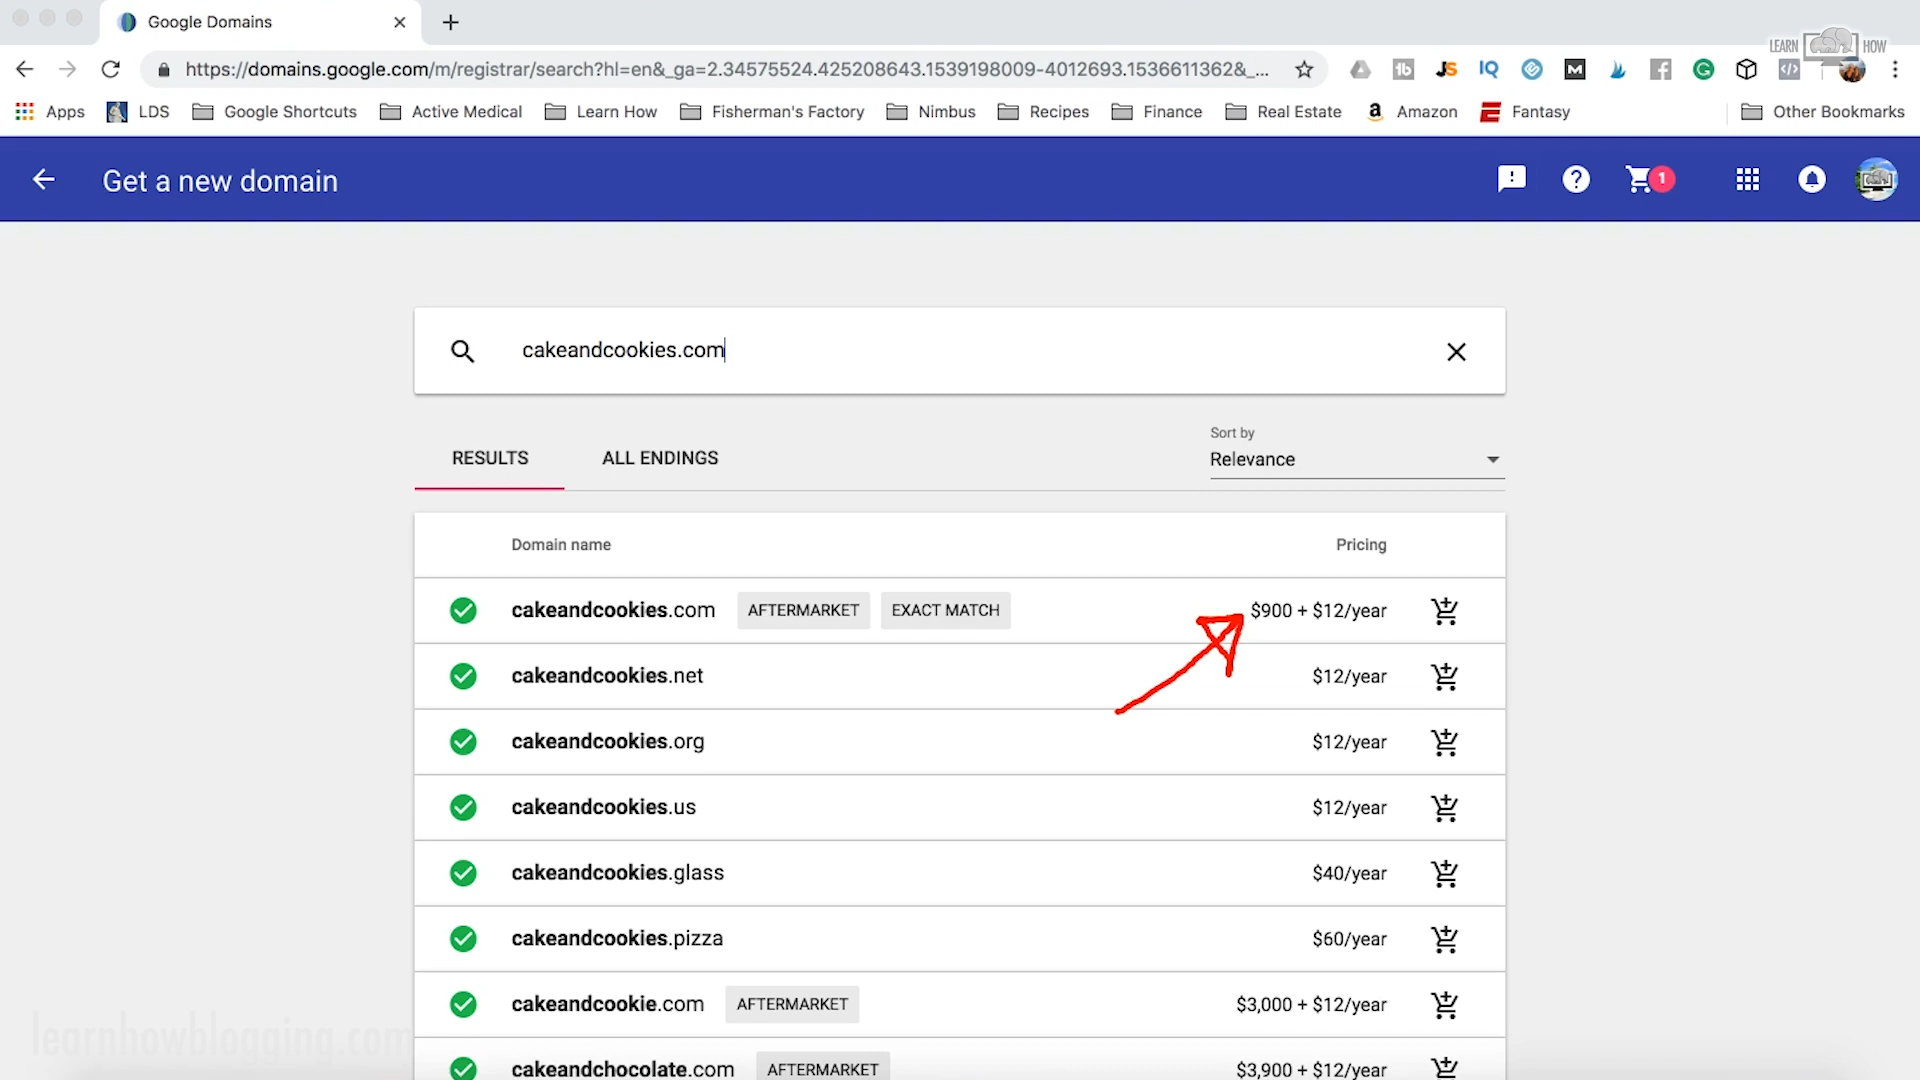 Google Domains
LEARN HOW
https://domains.google.com/m/registrar/search?hl=en&_ga=2.34575524.425208643.1539198009-4012693.1536611362&_...
Apps LDS Google Shortcuts Active Medical Learn How Fisherman's Factory Nimbus Recipes Finance Real Estate Amazon Fantasy Other Bookmarks
Get a new domain
1
cakeandcookies.com
Sort by
RESULTS ALL ENDINGS Relevance
Domain name Pricing
cakeandcookies.com AFTERMARKET EXACT MATCH $900 + $12/year
cakeandcookies.net $12/year
cakeandcookies.org $12/year
cakeandcookies.us $12/year
cakeandcookies.glass $40/year
cakeandcookies.pizza $60/year
cakeandcookie.com AFTERMARKET $3,000 + $12/year
learnhowblogging.com
cakeandchocolate.com AFTERMARKET $3,900 + $12/year